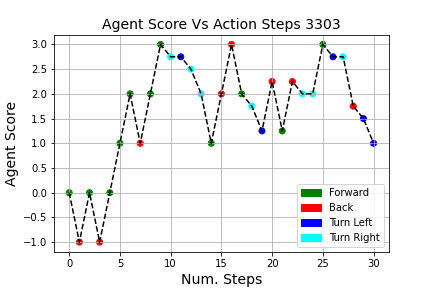 Agent Score Vs Action Steps 3303
Agent Score
3.0
2.5
2.0
1.5
1.0
0.5
0.0
−0.5
−1.0
Forward
Back
Turn Left
Turn Right
0 5 10 15 20 25 30
Num. Steps